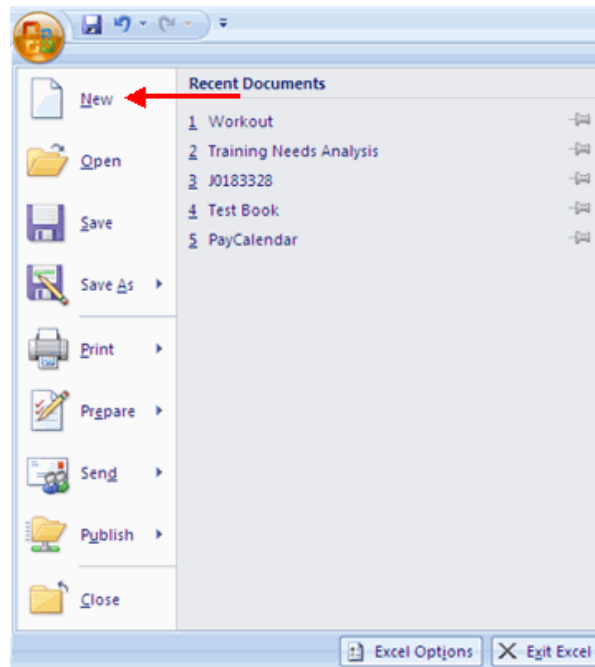 New
Open
Save
Save As
Print
Prepare
Send
Publish
Close
Recent Documents
1 Workout
2 Training Needs Analysis
3 J0183328
4 Test Book
5 PayCalendar
Excel Options
Exit Excel